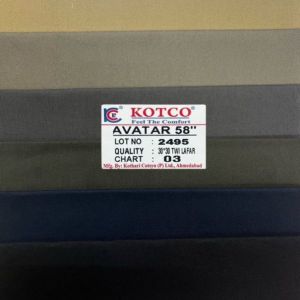 KOTCO
Feel The Comfort
AVATAR 58"
LOT NO : 2495
QUALITY : 30*30 TWI LAFAR
CHART : 03
Mfg. By: Kothari Cotsyn (P) Ltd., Ahmedabad